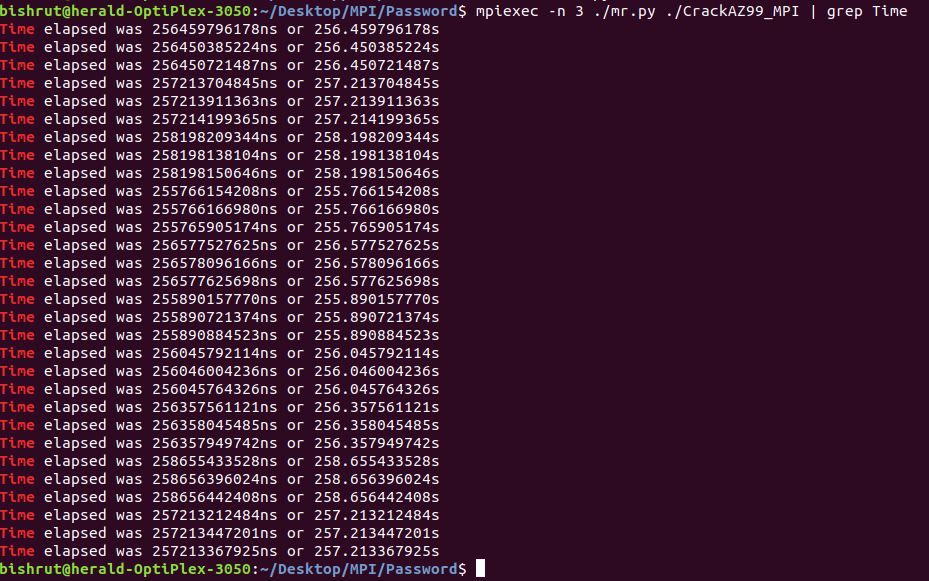 bishrut@herald-OptiPlex-3050:~/Desktop/MPI/Password$ mpiexec -n 3 ./mr.py ./CrackAZ99_MPI | grep Time
Time elapsed was 256459796178ns or 256.459796178s
Time elapsed was 256450385224ns or 256.450385224s
Time elapsed was 256450721487ns or 256.450721487s
Time elapsed was 257213704845ns or 257.213704845s
Time elapsed was 257213911363ns or 257.213911363s
Time elapsed was 257214199365ns or 257.214199365s
Time elapsed was 258198209344ns or 258.198209344s
Time elapsed was 258198138104ns or 258.198138104s
Time elapsed was 258198150646ns or 258.198150646s
Time elapsed was 255766154208ns or 255.766154208s
Time elapsed was 255766166980ns or 255.766166980s
Time elapsed was 255765905174ns or 255.765905174s
Time elapsed was 256577527625ns or 256.577527625s
Time elapsed was 256578096166ns or 256.578096166s
Time elapsed was 256577625698ns or 256.577625698s
Time elapsed was 255890157770ns or 255.890157770s
Time elapsed was 255890721374ns or 255.890721374s
Time elapsed was 255890884523ns or 255.890884523s
Time elapsed was 256045792114ns or 256.045792114s
Time elapsed was 256046004236ns or 256.046004236s
Time elapsed was 256045764326ns or 256.045764326s
Time elapsed was 256357561121ns or 256.357561121s
Time elapsed was 256358045485ns or 256.358045485s
Time elapsed was 256357949742ns or 256.357949742s
Time elapsed was 258655433528ns or 258.655433528s
Time elapsed was 258656396024ns or 258.656396024s
Time elapsed was 258656442408ns or 258.656442408s
Time elapsed was 257213212484ns or 257.213212484s
Time elapsed was 257213447201ns or 257.213447201s
Time elapsed was 257213367925ns or 257.213367925s
bishrut@herald-OptiPlex-3050:~/Desktop/MPI/Password$